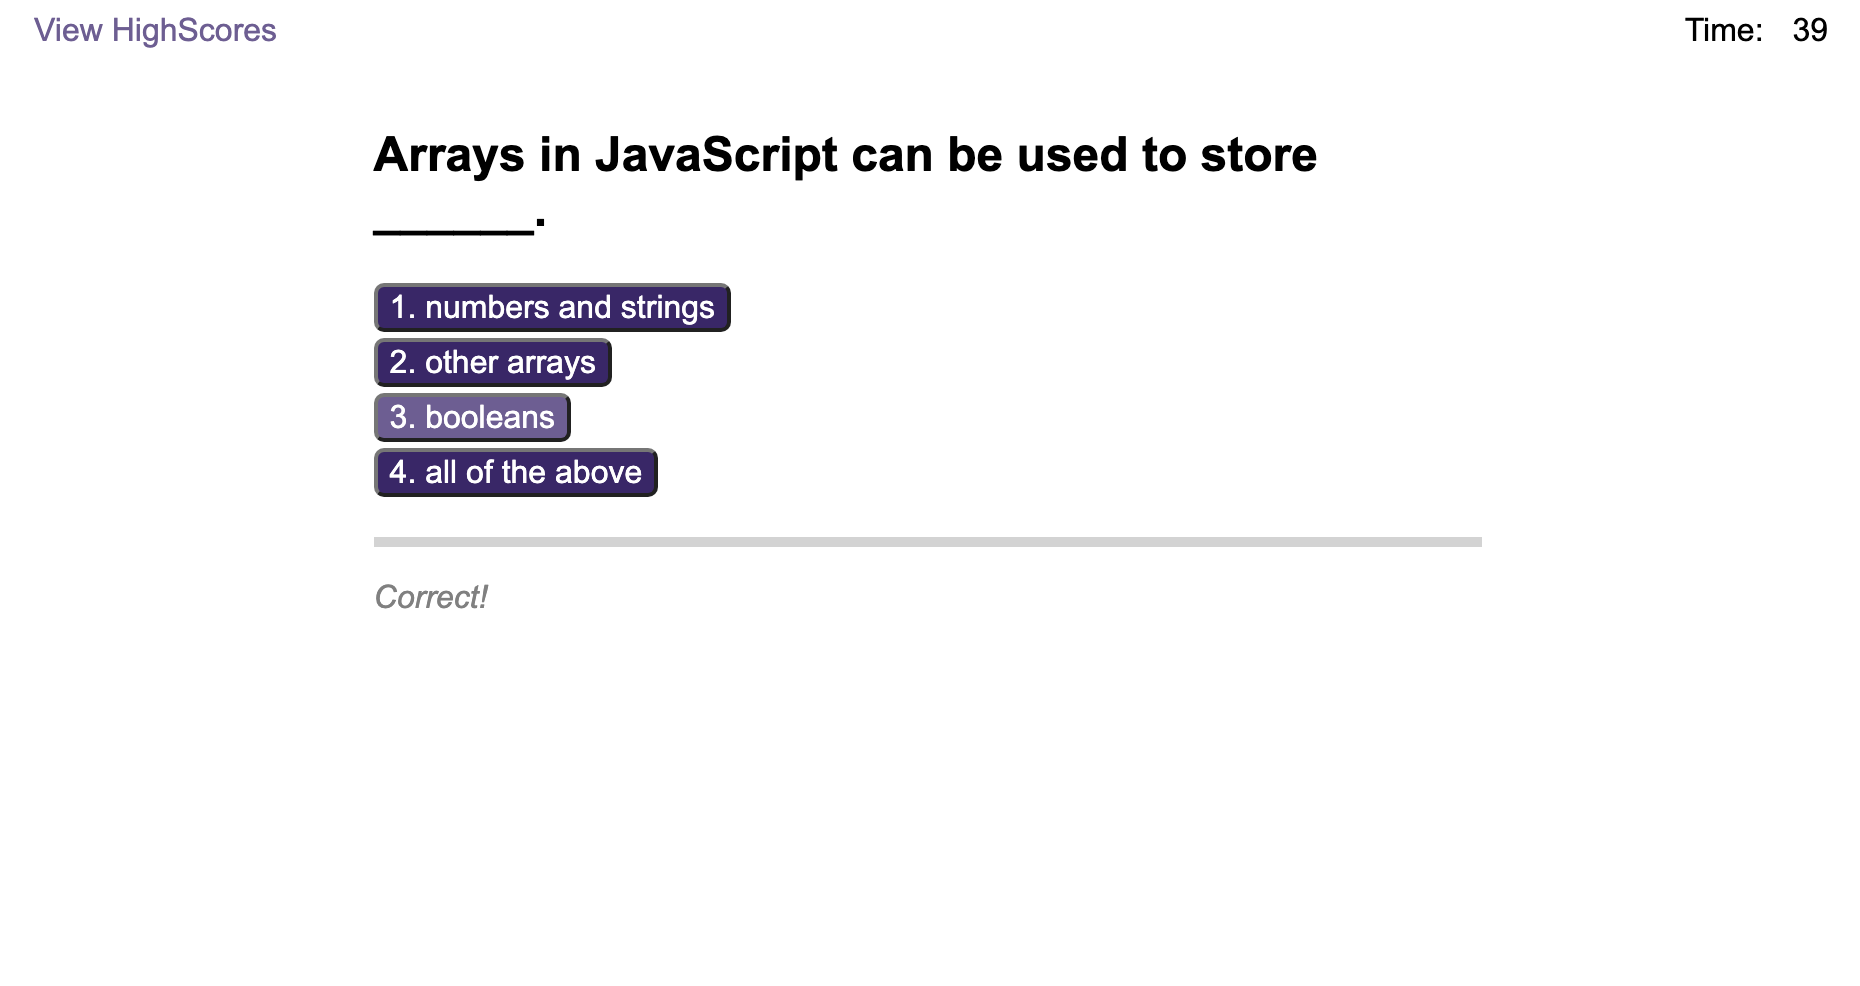 View HighScores
Time: 39
Arrays in JavaScript can be used to store
______.
1. numbers and strings
2. other arrays
3. booleans
4. all of the above
Correct!